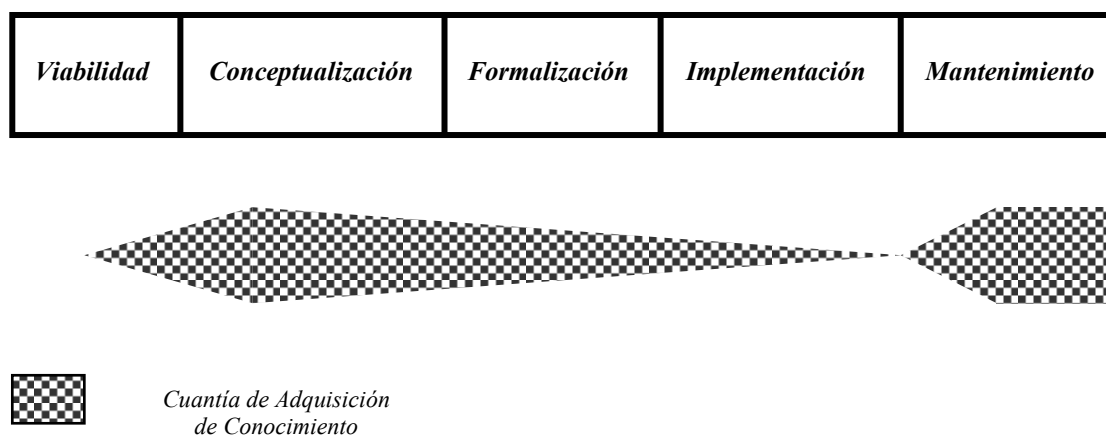 Viabilidad Conceptualización Formalización Implementación Mantenimiento
Cuantía de Adquisición
de Conocimiento